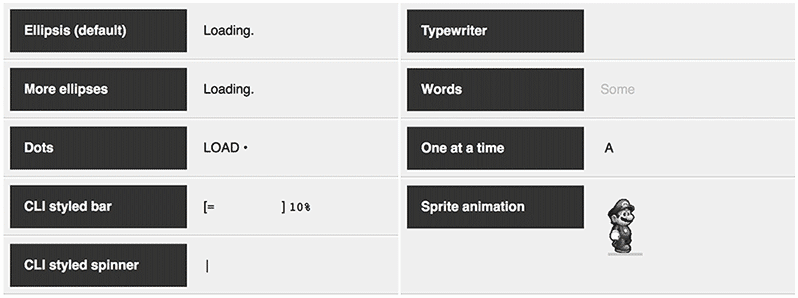 Ellipsis (default) Loading.
More ellipses Loading.
Dots LOAD •
CLI styled bar [= ] 10%
CLI styled spinner |
Typewriter
Words Some
One at a time A
Sprite animation